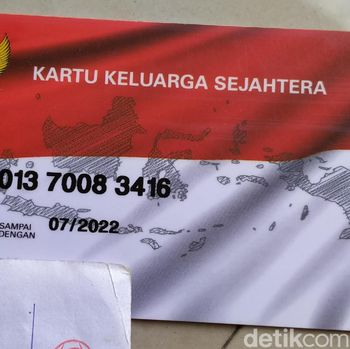 KARTU KELUARGA SEJAHTERA
013 7008 3416
SAMPAI
DENGAN 07/2022
detikcom